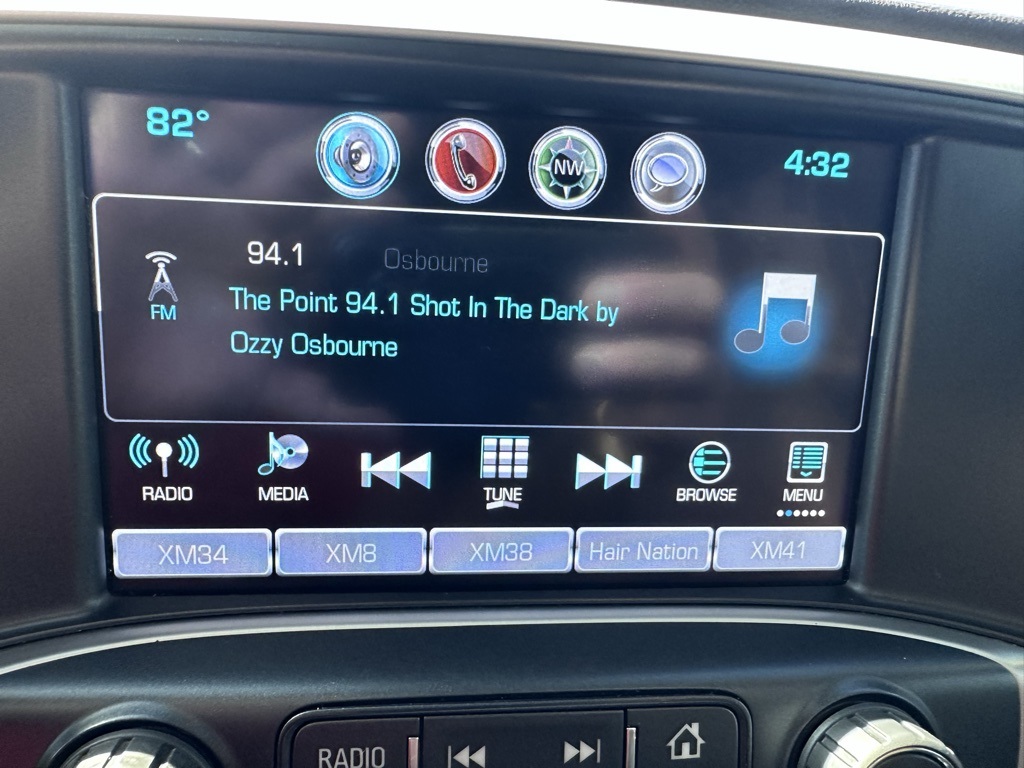 82°
NW
4:32
94.1
Osbourne
FM
The Point 94.1 Shot In The Dark by
Ozzy Osbourne
RADIO
MEDIA
TUNE
BROWSE
MENU
XM34
XM8
XM38
Hair Nation
XM41
RADIO